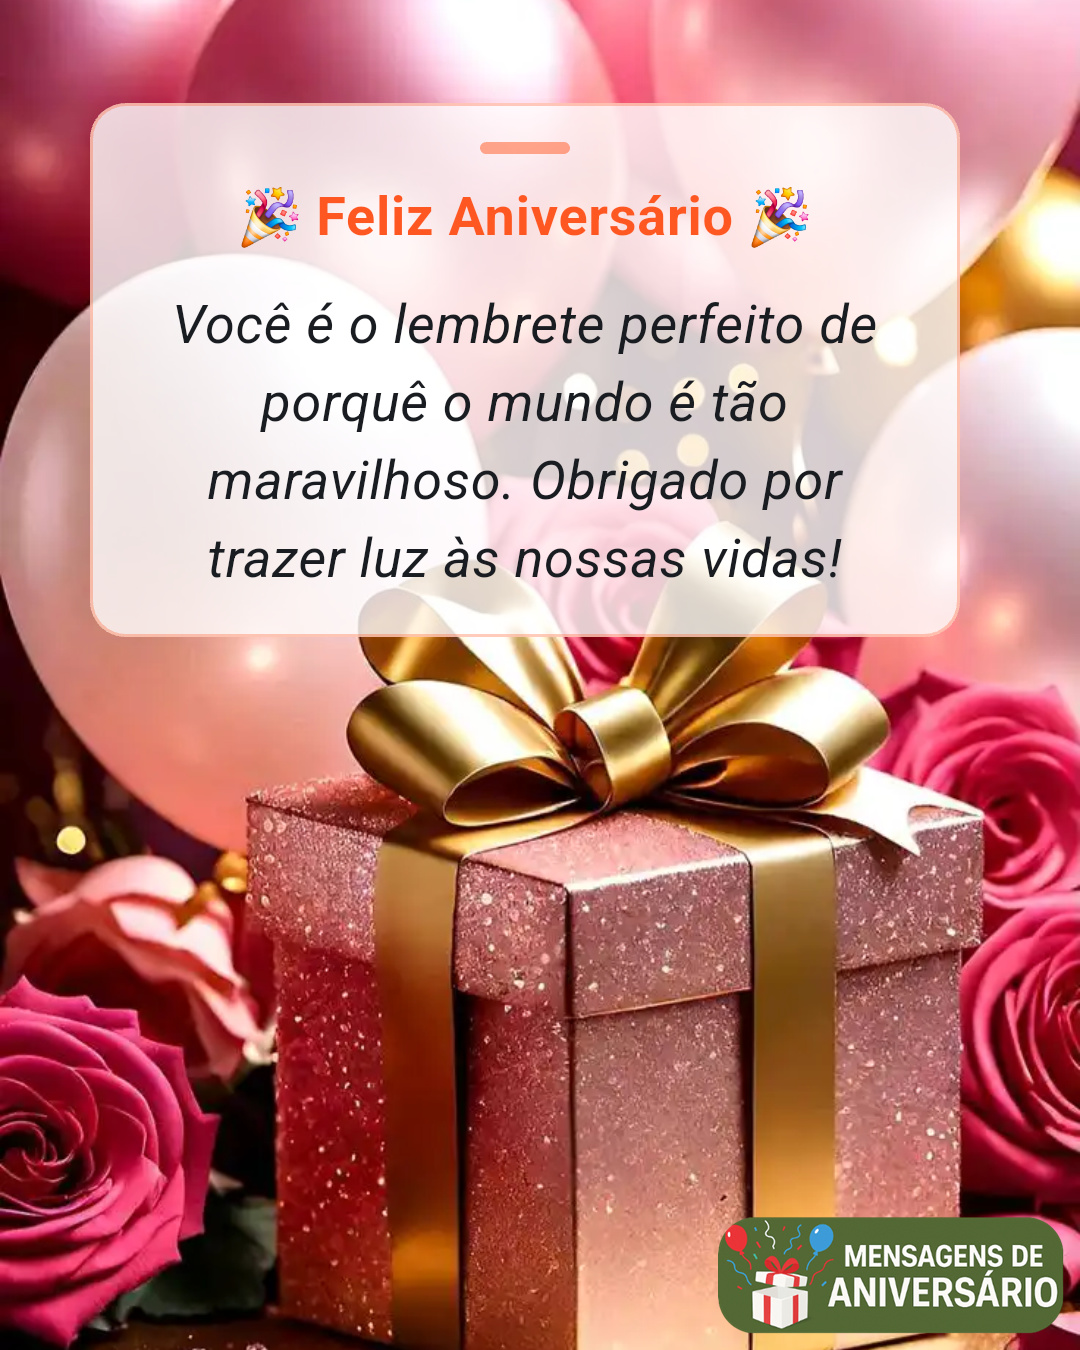 🎉 Feliz Aniversário 🎉
Você é o lembrete perfeito de
porquê o mundo é tão
maravilhoso. Obrigado por
trazer luz às nossas vidas!
MENSAGENS DE
ANIVERSÁRIO